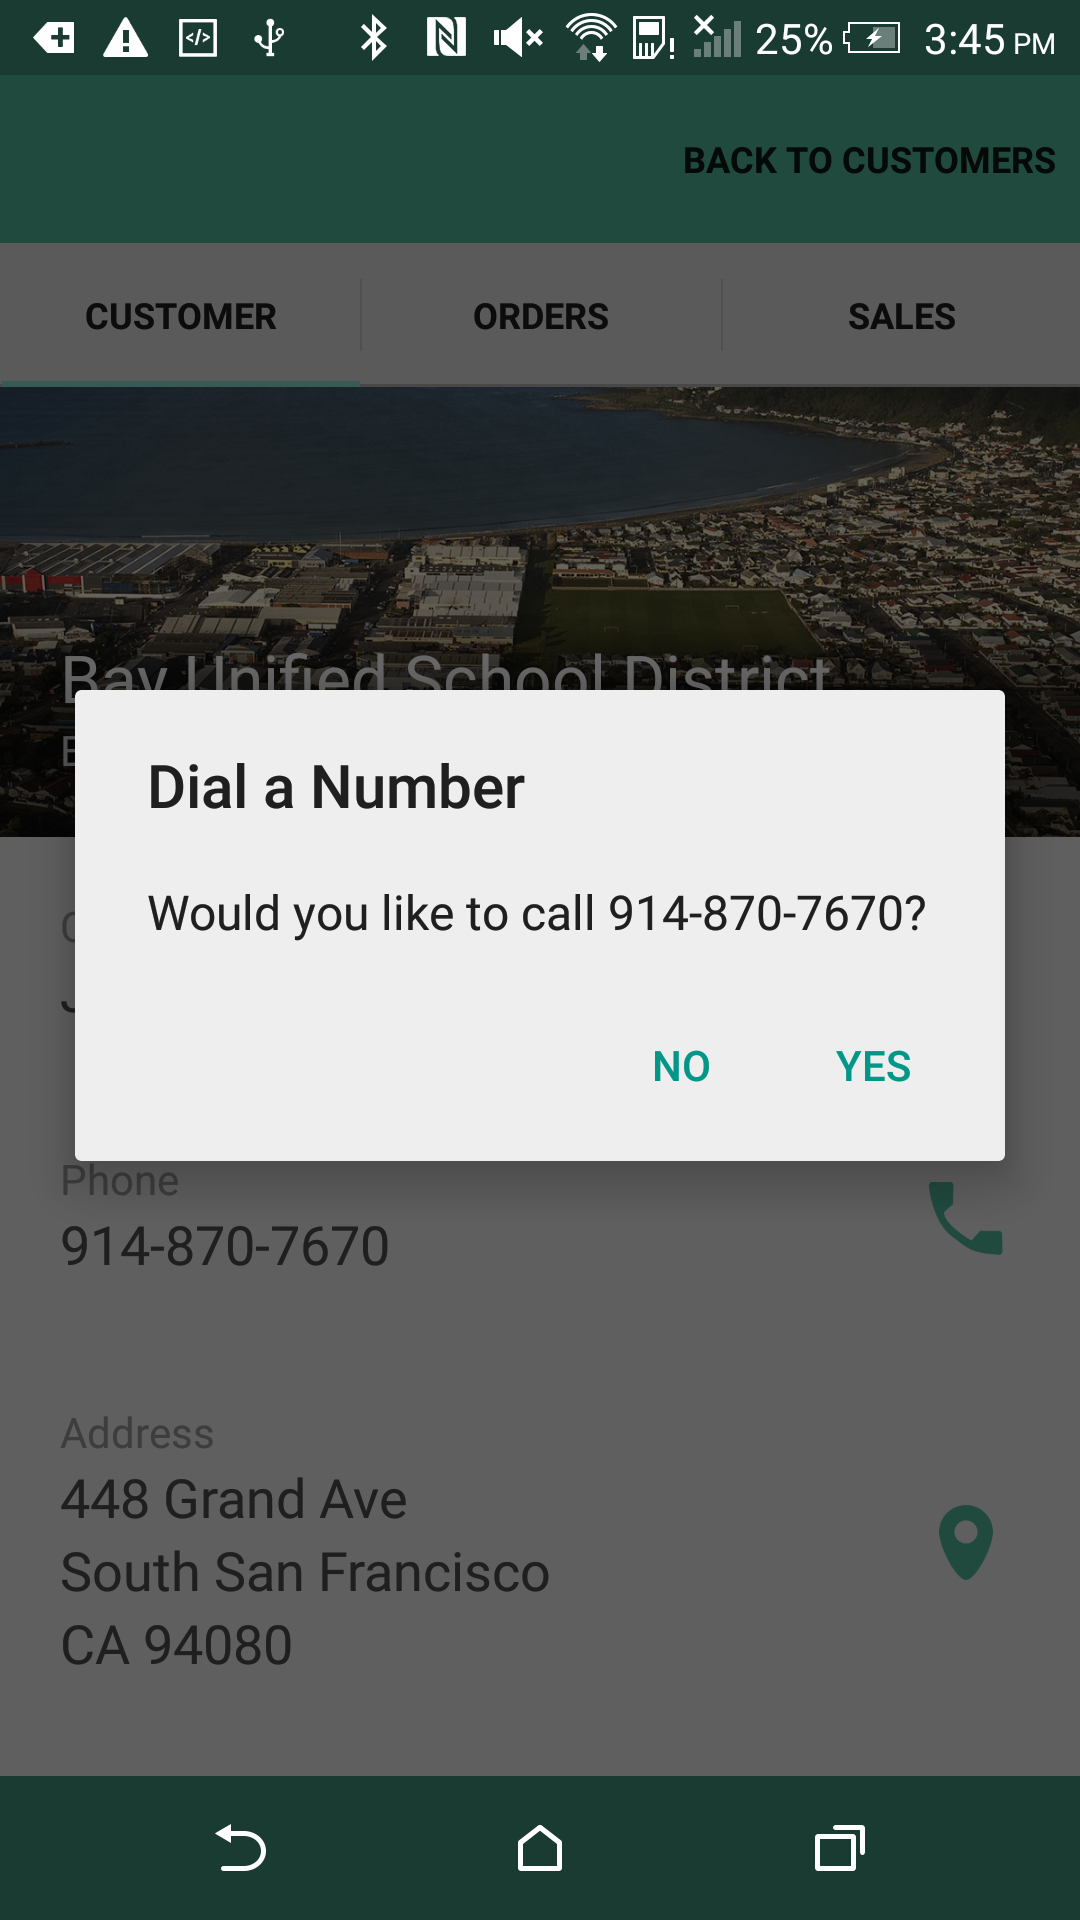 25% 3:45 PM
BACK TO CUSTOMERS
CUSTOMER ORDERS SALES
Bay Unified School District
Dial a Number
Would you like to call 914-870-7670?
NO YES
Phone
914-870-7670
Address
448 Grand Ave
South San Francisco
CA 94080